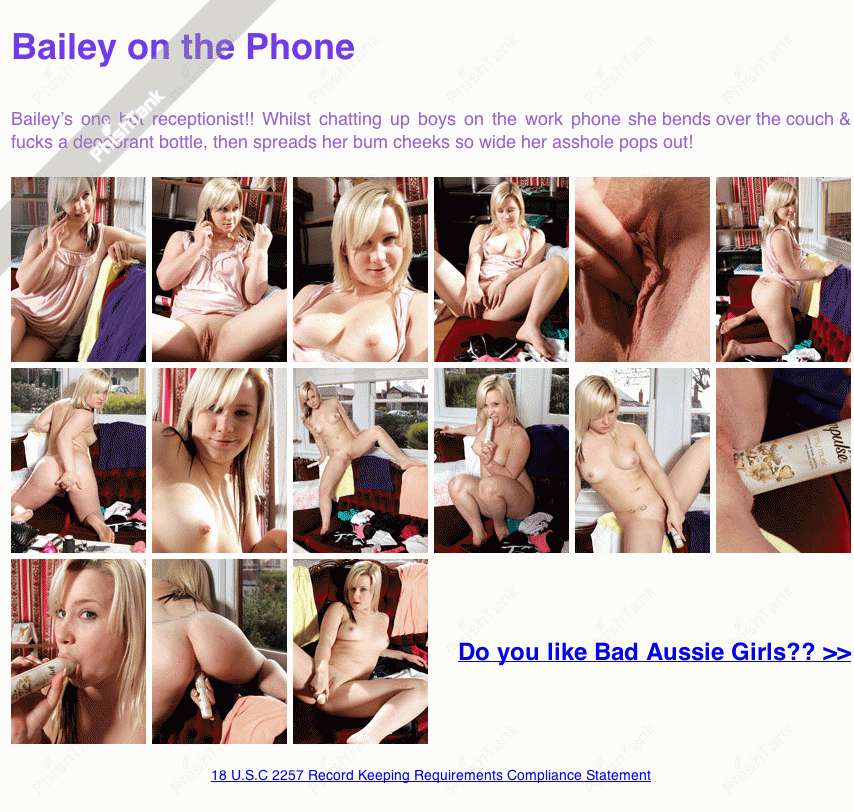 Bailey on the Phone
PhishTank
Bailey's one hot receptionist!! Whilst chatting up boys on the work phone she bends over the couch &
fucks a deodorant bottle, then spreads her bum cheeks so wide her asshole pops out!
impulse
Do you like Bad Aussie Girls?? >>
18 U.S.C 2257 Record Keeping Requirements Compliance Statement